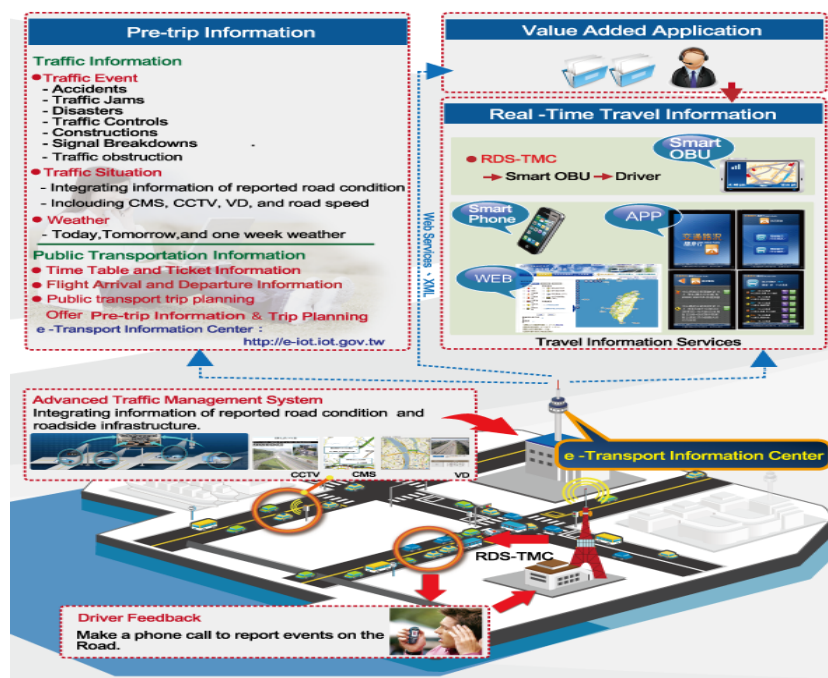 Pre-trip Information
Traffic Information
●Traffic Event
- Accidents
- Traffic Jams
- Disasters
- Traffic Controls
- Constructions
- Signal Breakdowns
- Traffic obstruction
●Traffic Situation
- Integrating information of reported road condition
- Inclouding CMS, CCTV, VD, and road speed
● Weather
- Today,Tomorrow,and one week weather
Public Transportation Information
● Time Table and Ticket Information
● Flight Arrival and Departure Information
● Public transport trip planning
Offer Pre-trip Information & Trip Planning
e -Transport Information Center：
http://e-iot.iot.gov.tw
Web Services、XML
Value Added Application
Real -Time Travel Information
Smart
OBU
● RDS-TMC
→ Smart OBU → Driver
Smart
Phone
APP
WEB
交通路況
Travel Information Services
Advanced Traffic Management System
Integrating information of reported road condition and
roadside infrastructure.
CCTV
CMS
VD
e -Transport Information Center
RDS-TMC
Driver Feedback
Make a phone call to report events on the
Road.